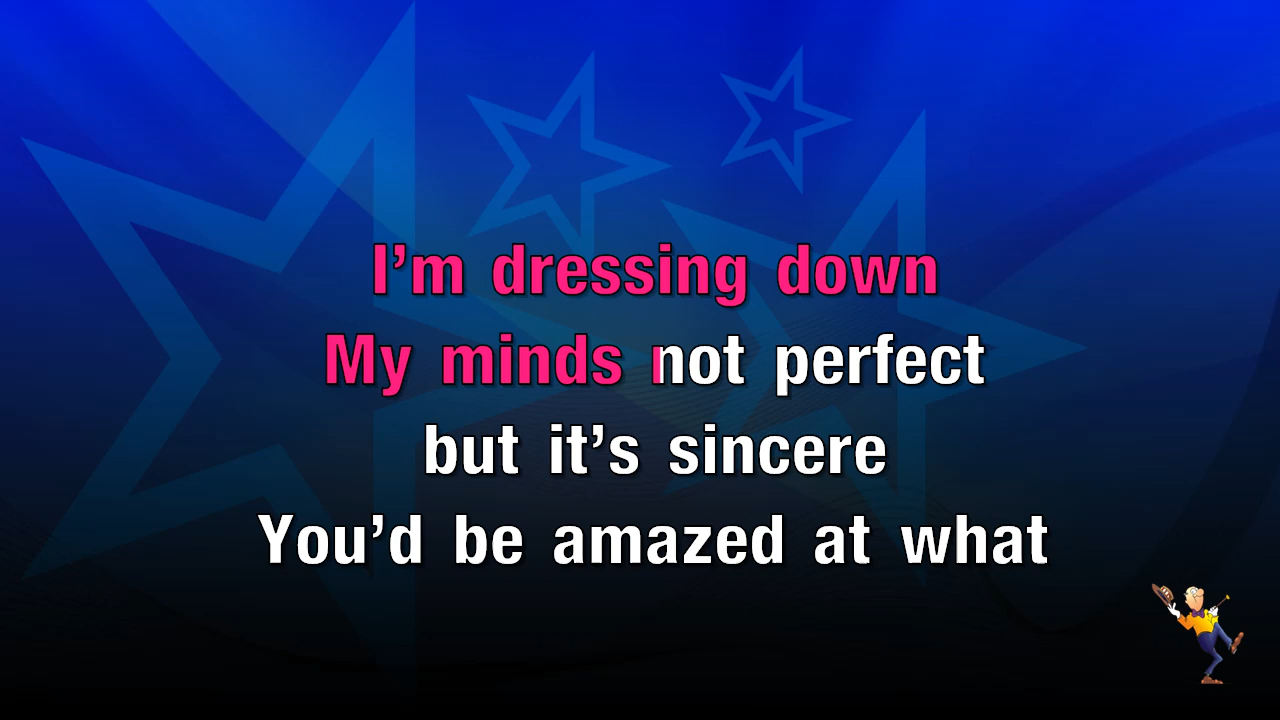 I’m dressing down
My minds not perfect
but it’s sincere
You’d be amazed at what